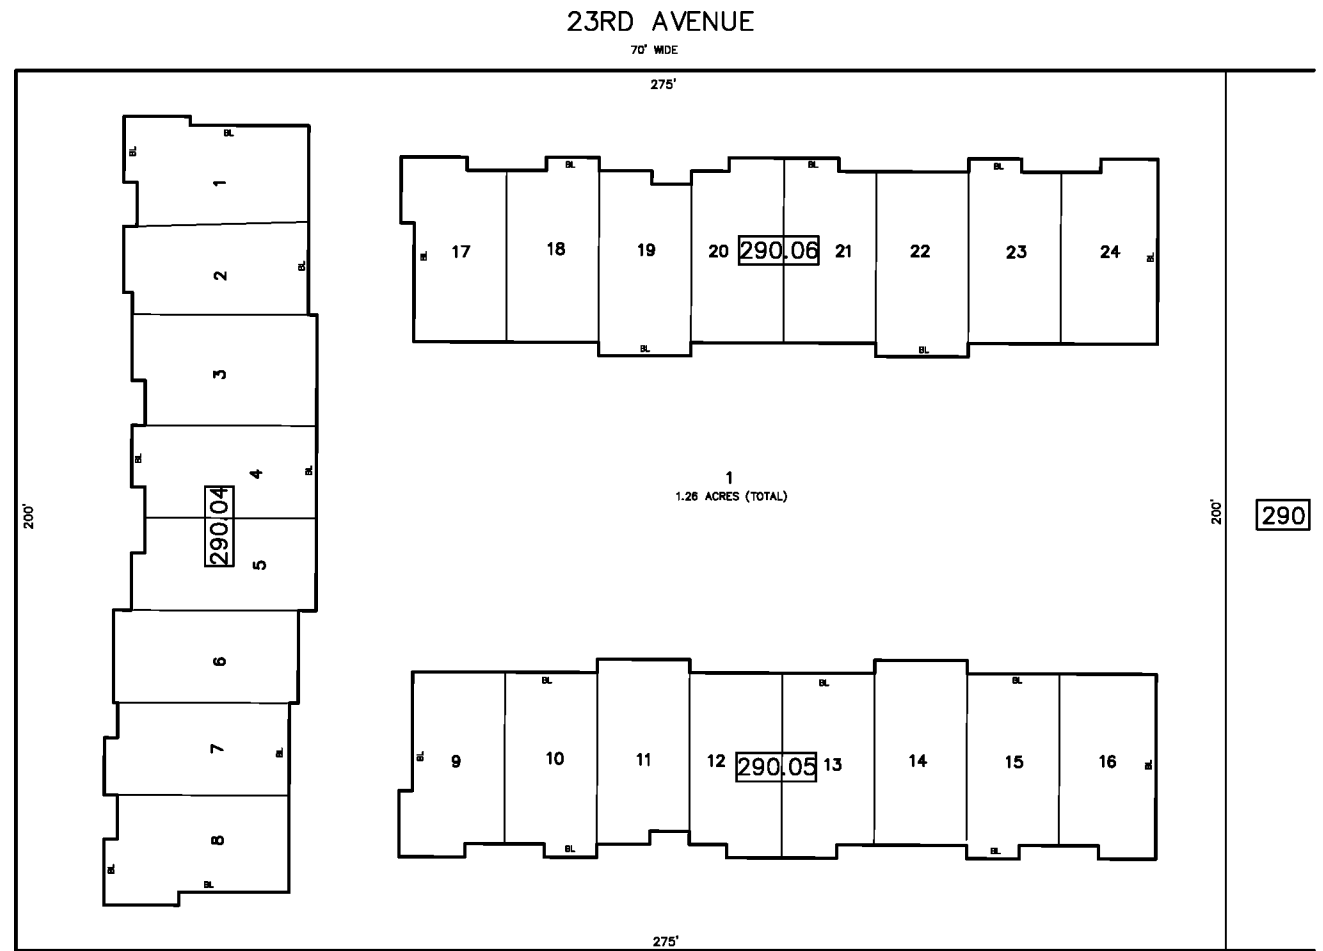 23RD AVENUE
70' WIDE
275'
BL
BL
1
2
BL
3
BL
4
BL
290.04
5
6
7
BL
8
BL
BL
BL
BL
BL
17
18
19
20
290.06
21
22
23
24
BL
BL
BL
BL
1
1.26 ACRES (TOTAL)
200'
200'
290
BL
BL
BL
BL
9
10
11
12
290.05
13
14
15
16
BL
BL
BL
275'